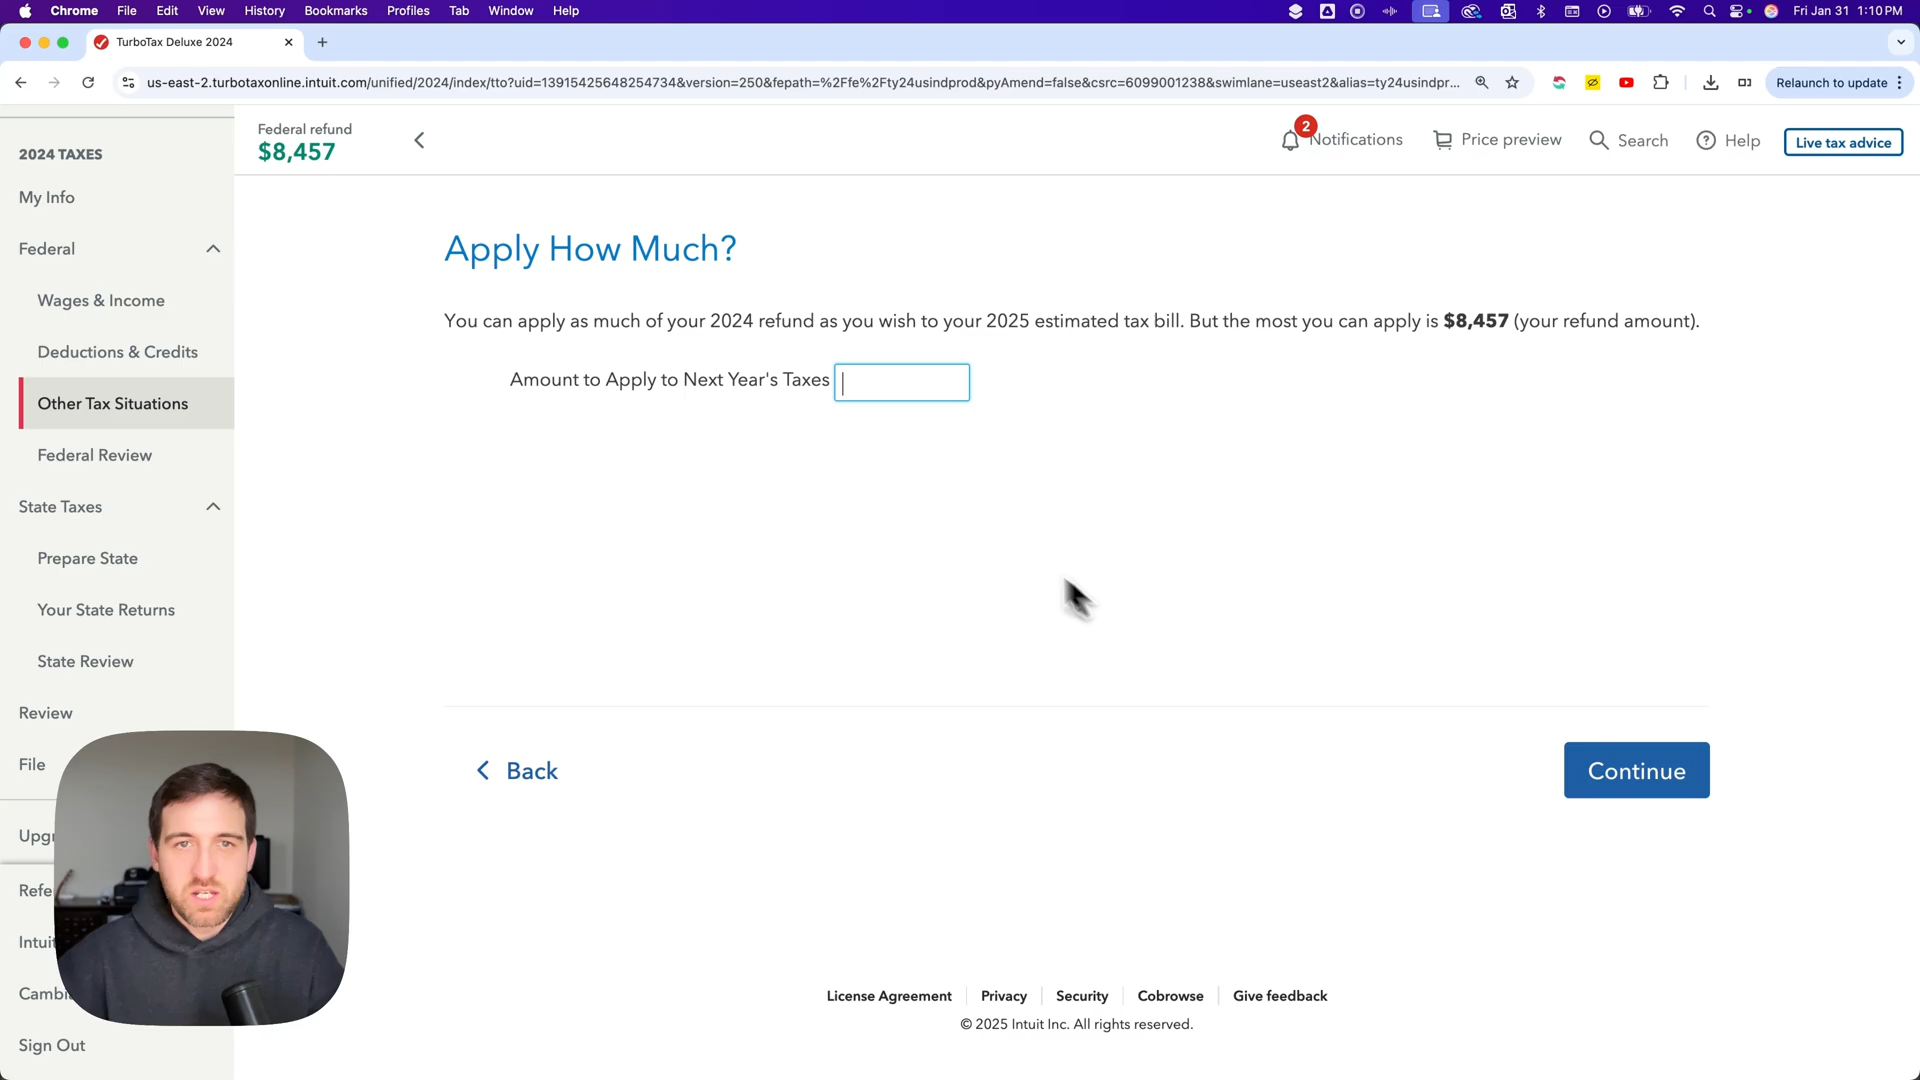 Chrome File Edit View History Bookmarks Profiles Tab Window Help Fri Jan 31 1:10 PM
TurboTax Deluxe 2024
us-east-2.turbotaxonline.intuit.com/unified/2024/index/tto?uid=13915425648254734&version=250&fepath=%2Ffe%2Fty24usindprod&pyAmend=false&csrc=6099001238&swimlane=useast2&alias=ty24usindpr... Relaunch to update
Federal refund
$8,457
2
Notifications Price preview Search Help Live tax advice
2024 TAXES
My Info
Federal
Wages & Income
Deductions & Credits
Other Tax Situations
Federal Review
State Taxes
Prepare State
Your State Returns
State Review
Review
File
Upgr
Refe
Intuit
Cambi
Sign Out
Apply How Much?
You can apply as much of your 2024 refund as you wish to your 2025 estimated tax bill. But the most you can apply is $8,457 (your refund amount).
Amount to Apply to Next Year's Taxes
Back Continue
License Agreement Privacy Security Cobrowse Give feedback
© 2025 Intuit Inc. All rights reserved.